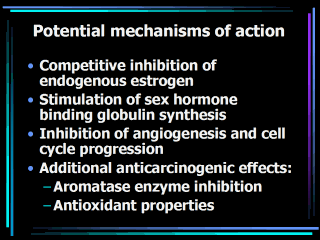 Potential mechanisms of action
• Competitive inhibition of
endogenous estrogen
• Stimulation of sex hormone
binding globulin synthesis
• Inhibition of angiogenesis and cell
cycle progression
• Additional anticarcinogenic effects:
–Aromatase enzyme inhibition
–Antioxidant properties